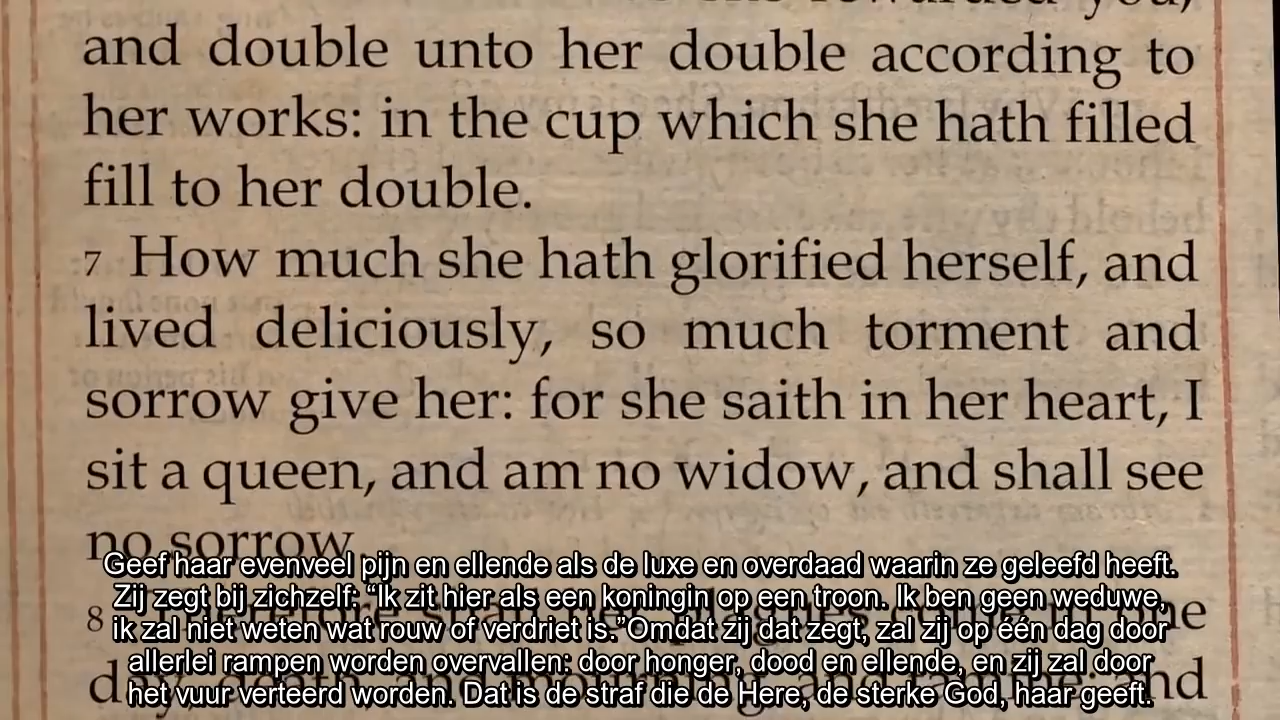 rewarded you,
and double unto her double according to
her works: in the cup which she hath filled
fill to her double.
7 How much she hath glorified herself, and
lived deliciously, so much torment and
sorrow give her: for she saith in her heart, I
sit a queen, and am no widow, and shall see
no sorrow.
8
Geef haar evenveel pijn en ellende als de luxe en overdaad waarin ze geleefd heeft.
Zij zegt bij zichzelf: “Ik zit hier als een koningin op een troon. Ik ben geen weduwe,
ik zal niet weten wat rouw of verdriet is.”Omdat zij dat zegt, zal zij op één dag door
allerlei rampen worden overvallen: door honger, dood en ellende, en zij zal door
het vuur verteerd worden. Dat is de straf die de Here, de sterke God, haar geeft.